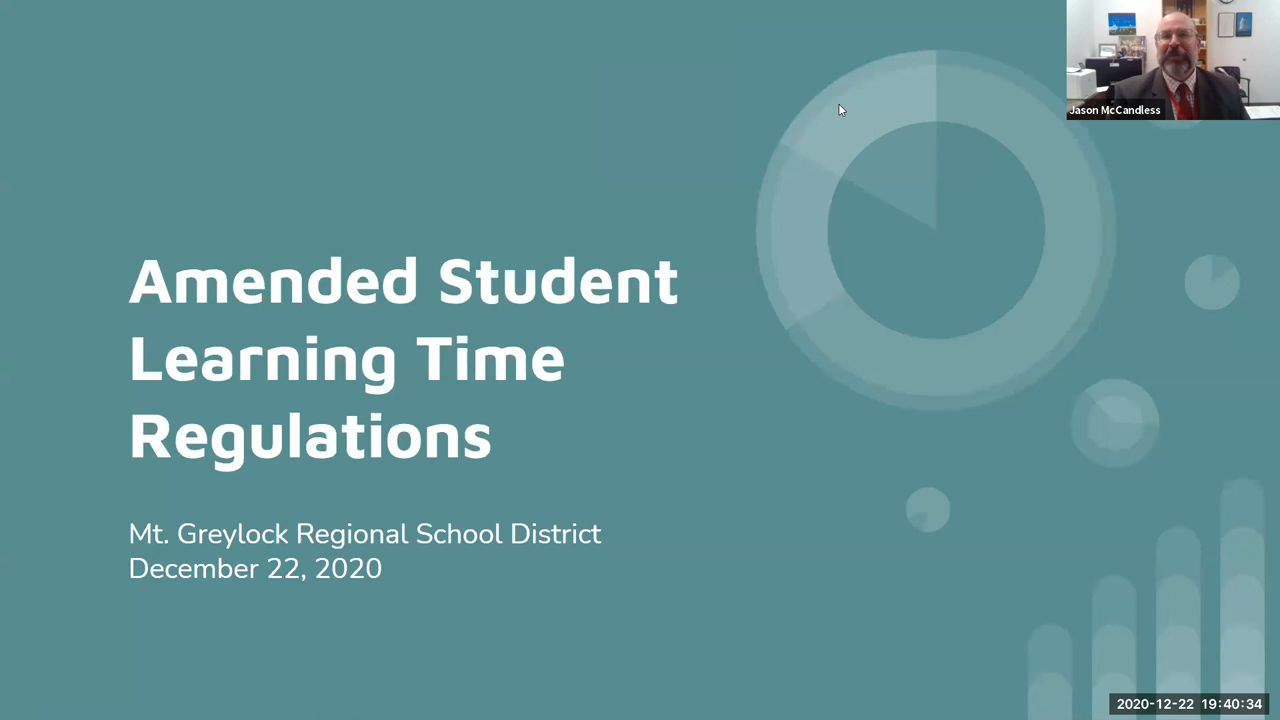 Jason McCandless
Amended Student
Learning Time
Regulations
Mt. Greylock Regional School District
December 22, 2020
2020-12-22 19:40:34